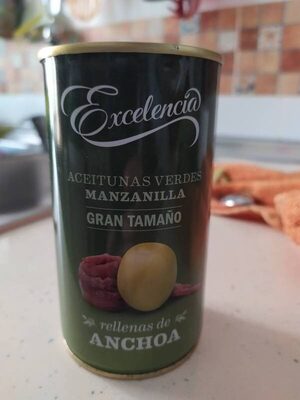 Excelencia
ACEITUNAS VERDES
MANZANILLA
GRAN TAMAÑO
rellenas de
ANCHOA